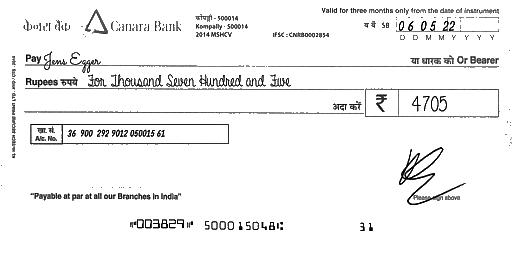 केनरा बैंक Canara Bank
कोंपल्ली - 500014
Kompally - 500014
2014 MSHCV
IFSC : CNRB0002854
Valid for three months only from the date of instrument
SB 06 05 22
D D M M Y Y Y Y
Pay Jens Egger या धारक को Or Bearer
Rupees रुपये For Thousand Seven Hundred and Five
अदा करें ₹ 4705
खा. सं.
A/c. No. 36 900 292 9012 050015 61
"Payable at par at all our Branches in India"
Please sign above
⑈003829⑈ 500015048⑆ 31